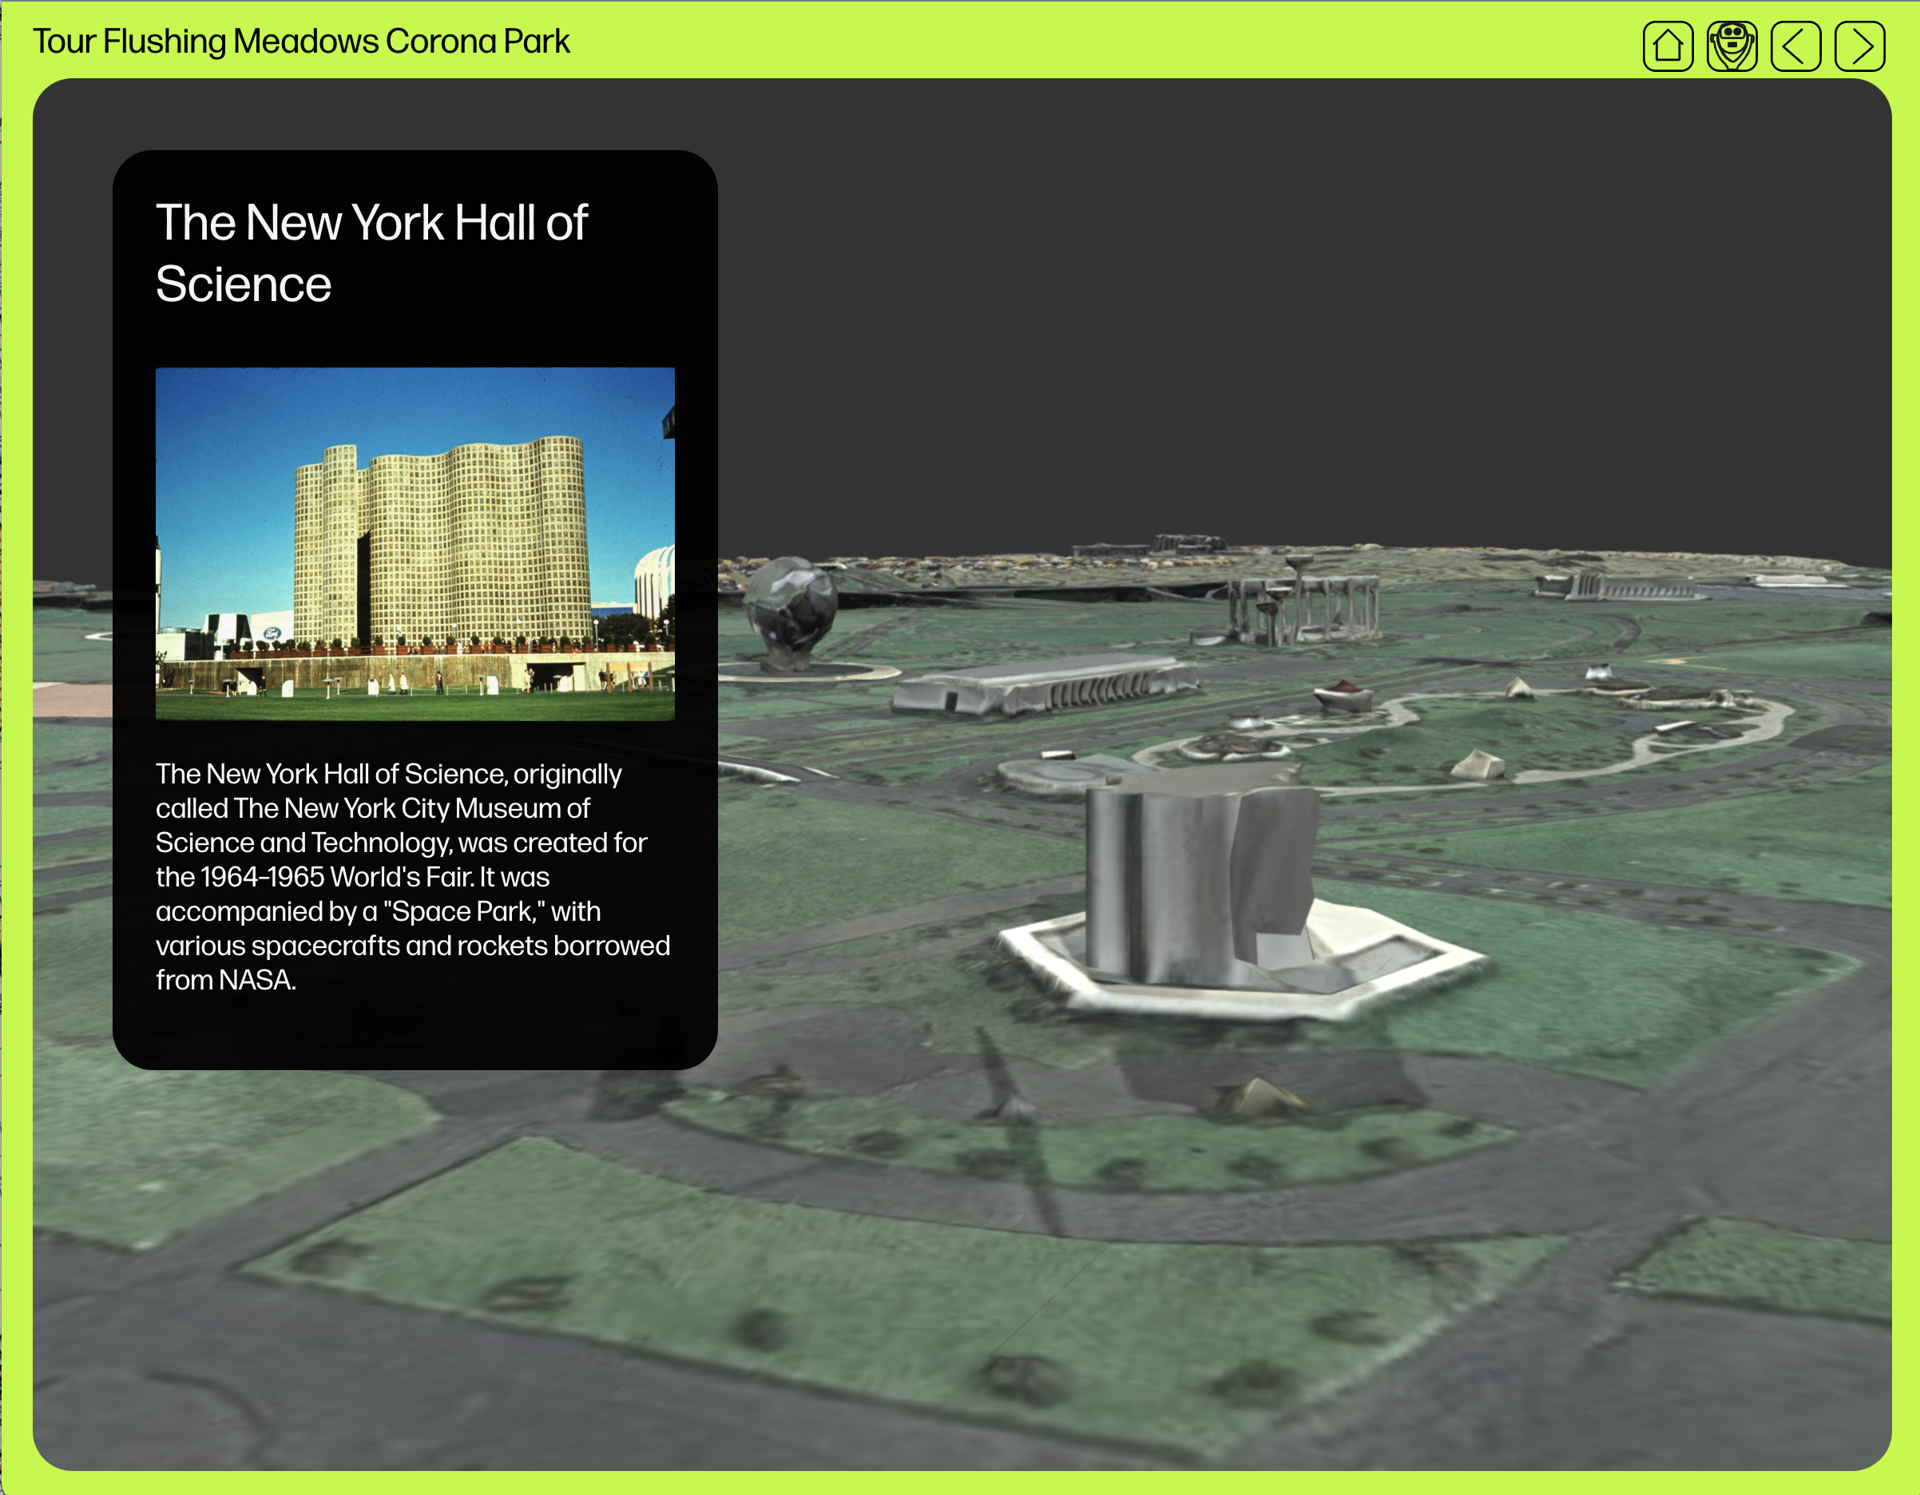 Tour Flushing Meadows Corona Park
The New York Hall of
Science
Ford
The New York Hall of Science, originally
called The New York City Museum of
Science and Technology, was created for
the 1964–1965 World's Fair. It was
accompanied by a "Space Park," with
various spacecrafts and rockets borrowed
from NASA.